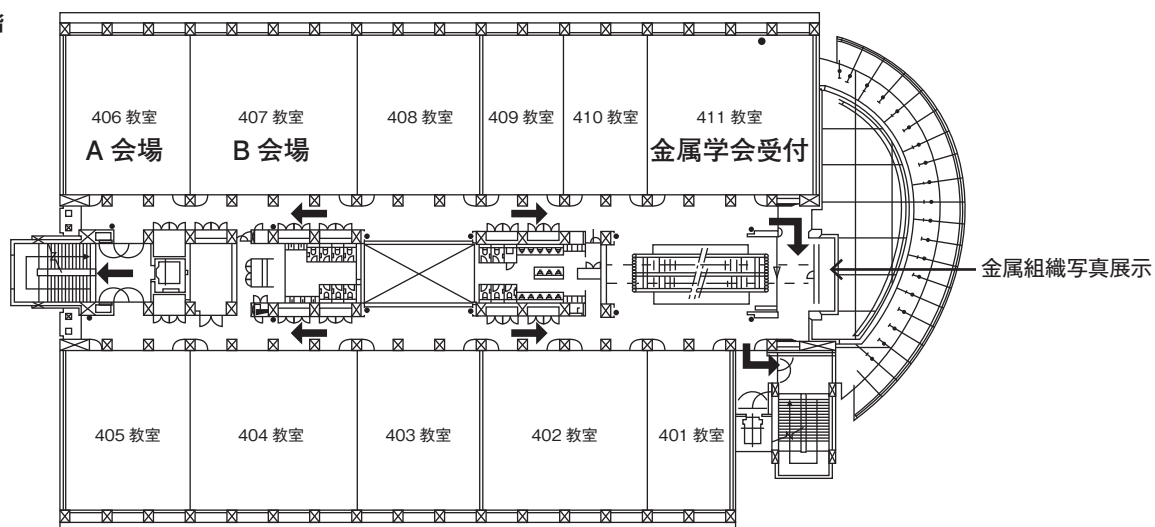 406 教室
A 会場
407 教室
B 会場
408 教室
409 教室
410 教室
411 教室
金属学会受付
金属組織写真展示
405 教室
404 教室
403 教室
402 教室
401 教室